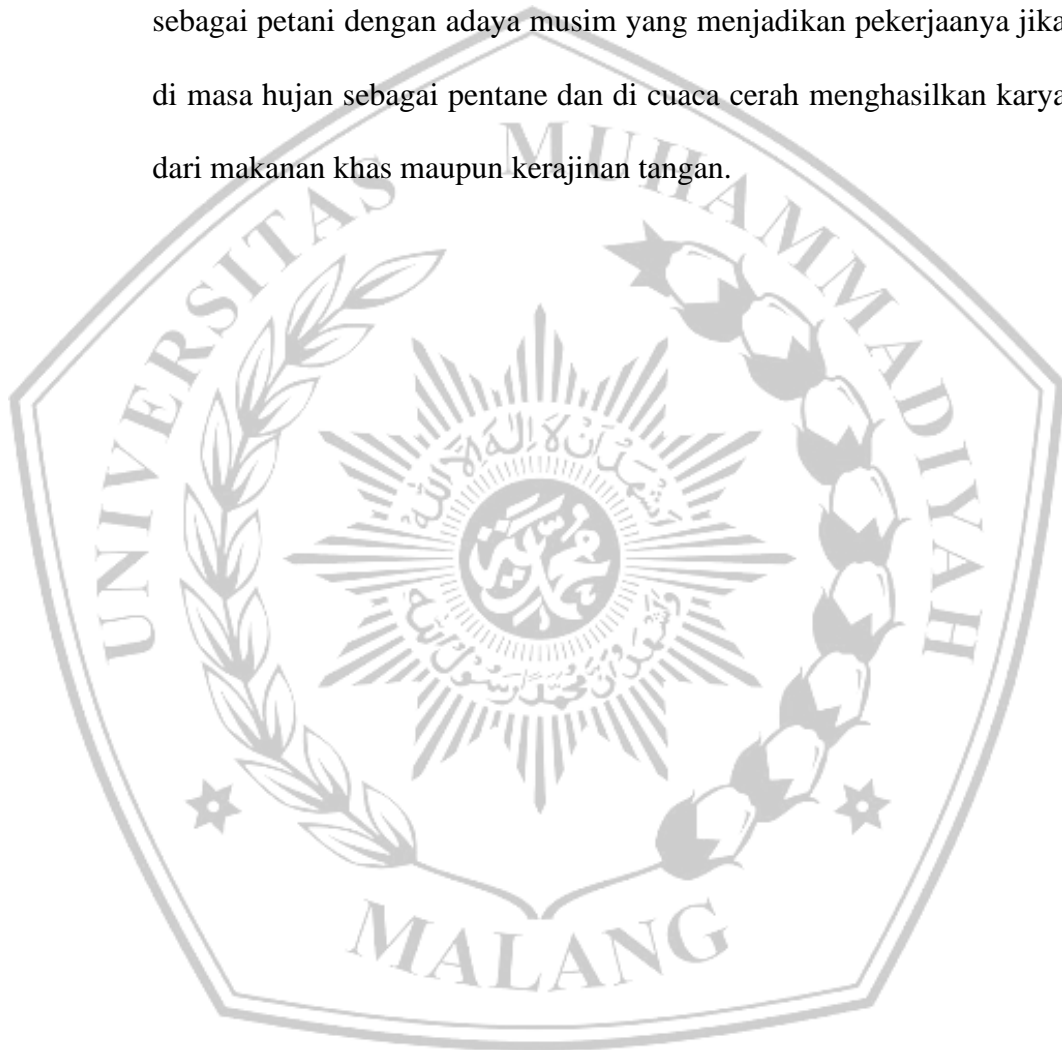 sebagai petani dengan adaya musim yang menjadikan pekerjaanya jika
di masa hujan sebagai pentane dan di cuaca cerah menghasilkan karya
dari makanan khas maupun kerajinan tangan.
UNIVERSITAS MUHAMMADIYAH
MALANG